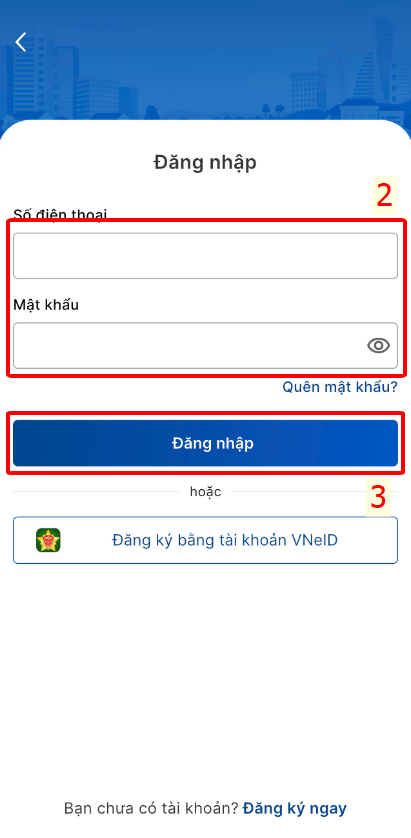 Đăng nhập
2
Số điện thoại
Mật khẩu
Quên mật khẩu?
Đăng nhập
hoặc
3
Đăng ký bằng tài khoản VNeID
Bạn chưa có tài khoản? Đăng ký ngay